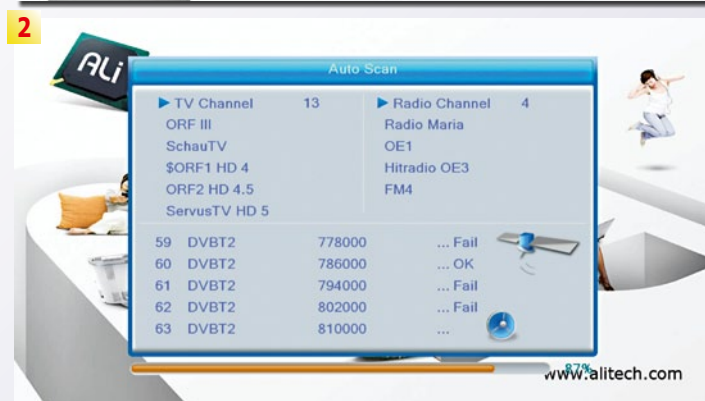 2
ALi
Auto Scan
TV Channel 13
ORF III
SchauTV
$ORF1 HD 4
ORF2 HD 4.5
ServusTV HD 5
Radio Channel 4
Radio Maria
OE1
Hitradio OE3
FM4
59 DVBT2 778000 ... Fail
60 DVBT2 786000 ... OK
61 DVBT2 794000 ... Fail
62 DVBT2 802000 ... Fail
63 DVBT2 810000 ...
87%
www.alitech.com